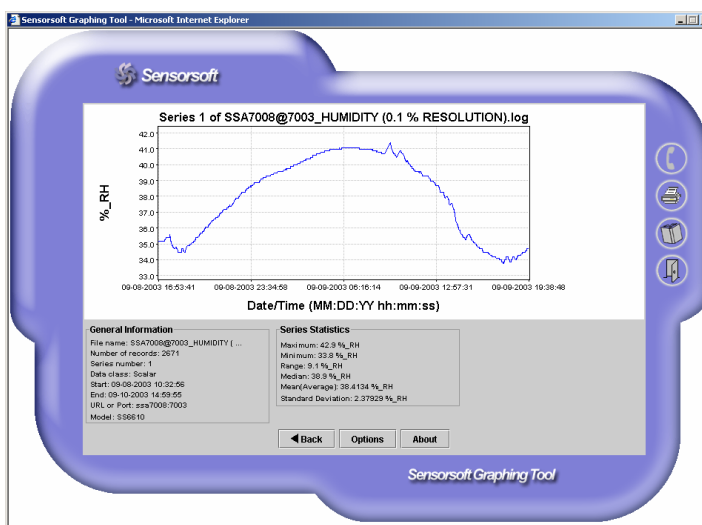 Sensorsoft Graphing Tool - Microsoft Internet Explorer
Sensorsoft
Series 1 of SSA7008@7003_HUMIDITY (0.1 % RESOLUTION).log
42.0
41.0
40.0
39.0
38.0
37.0
36.0
35.0
34.0
33.0
%_RH
09-08-2003 16:53:41 09-08-2003 23:34:58 09-09-2003 06:16:14 09-09-2003 12:57:31 09-09-2003 19:38:48
Date/Time (MM:DD:YY hh:mm:ss)
General Information
File name: SSA7008@7003_HUMIDITY ( ...
Number of records: 2671
Series number: 1
Data class: Scalar
Start: 09-08-2003 10:32:56
End: 09-10-2003 14:59:55
URL or Port: ssa7008:7003
Model: SS6610
Series Statistics
Maximum: 42.9 %_RH
Minimum: 33.8 %_RH
Range: 9.1 %_RH
Median: 38.9 %_RH
Mean(Average): 38.4134 %_RH
Standard Deviation: 2.37929 %_RH
Back Options About
Sensorsoft Graphing Tool